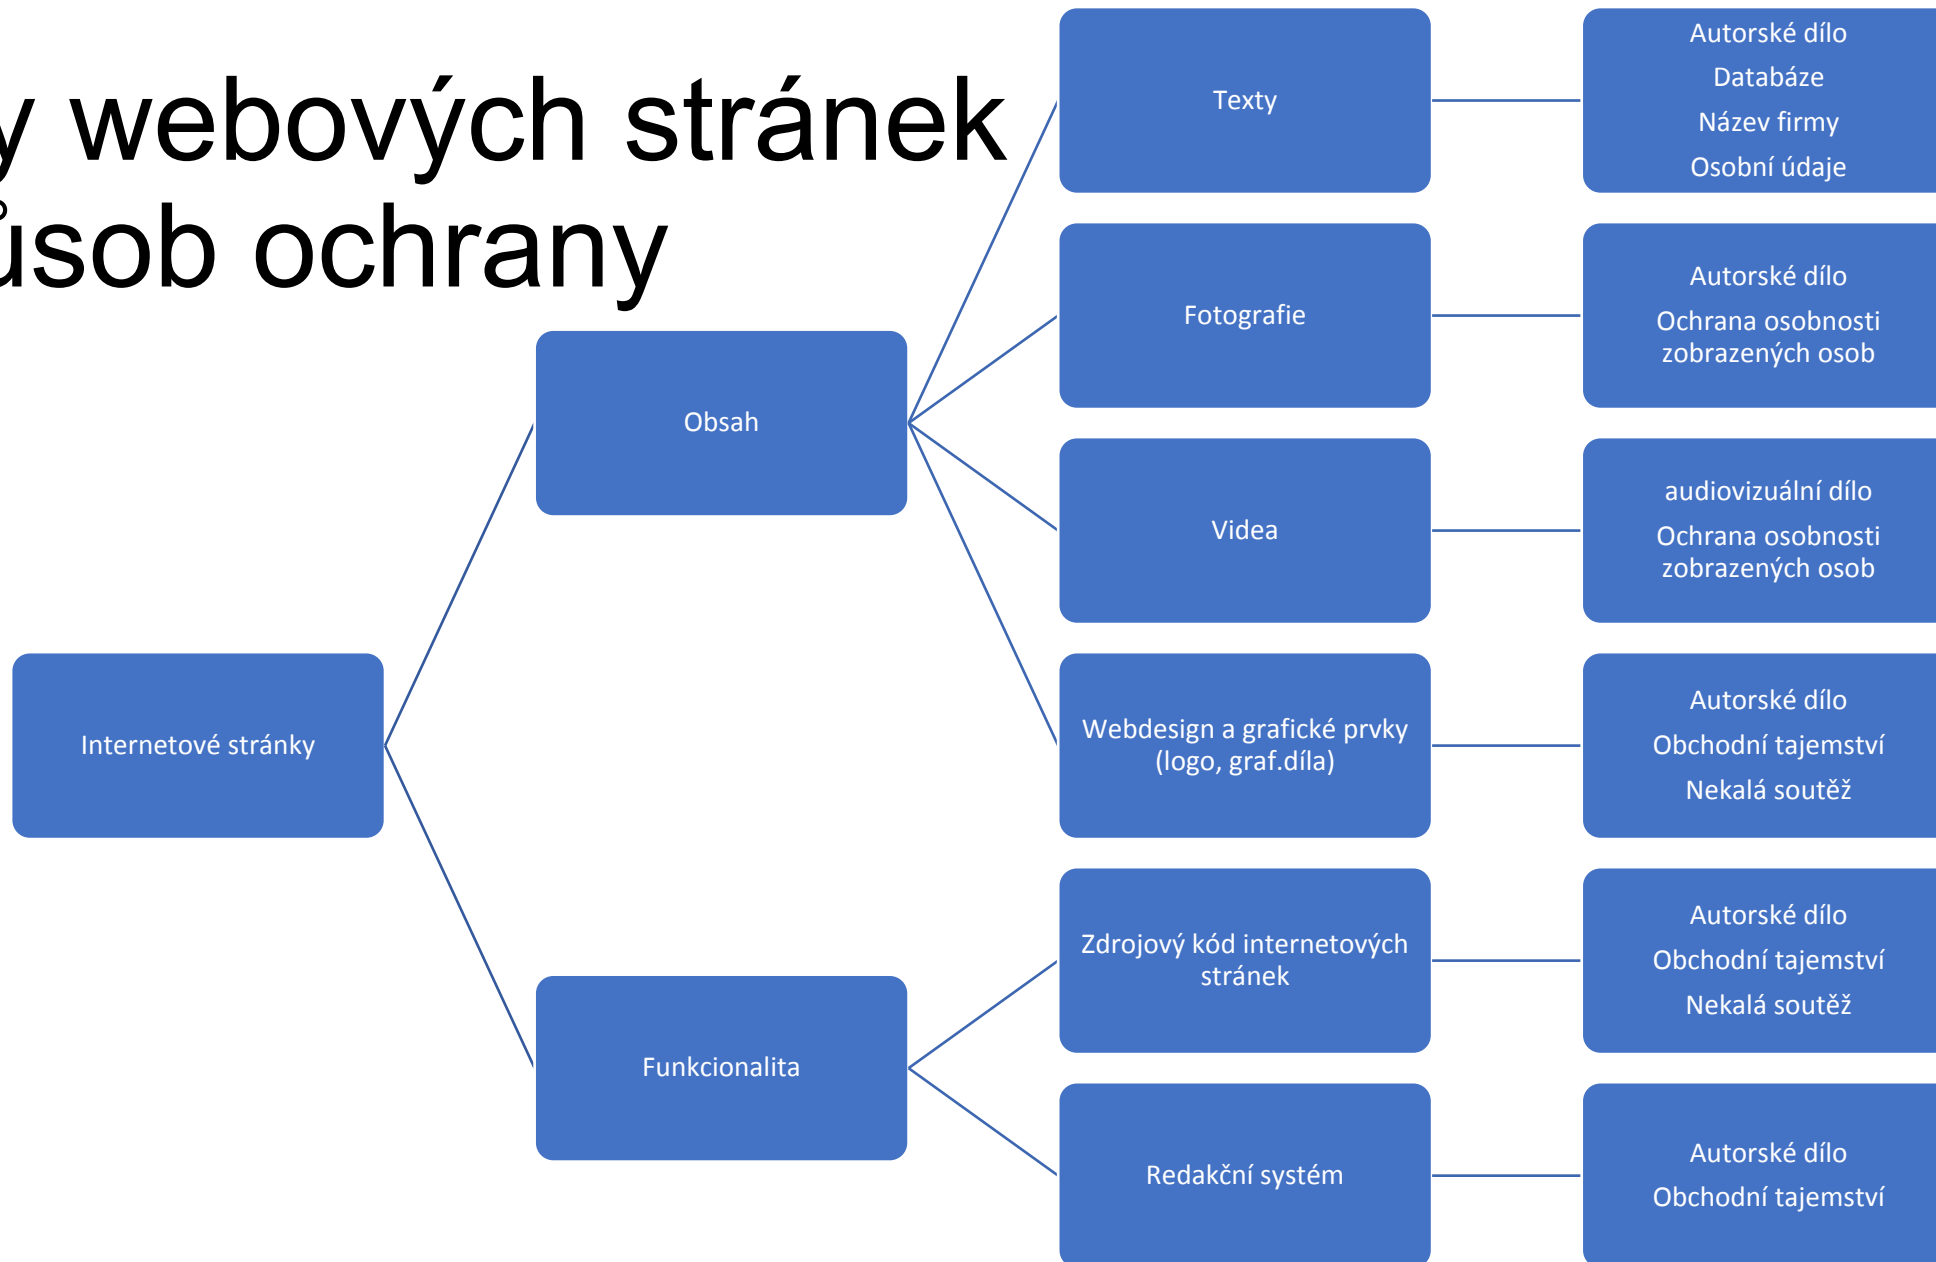 y webových stránek
ůsob ochrany
Internetové stránky
Obsah
Texty
Autorské dílo
Databáze
Název firmy
Osobní údaje
Fotografie
Autorské dílo
Ochrana osobnosti
zobrazených osob
Videa
audiovizuální dílo
Ochrana osobnosti
zobrazených osob
Webdesign a grafické prvky
(logo, graf.díla)
Autorské dílo
Obchodní tajemství
Nekalá soutěž
Funkcionalita
Zdrojový kód internetových
stránek
Autorské dílo
Obchodní tajemství
Nekalá soutěž
Redakční systém
Autorské dílo
Obchodní tajemství